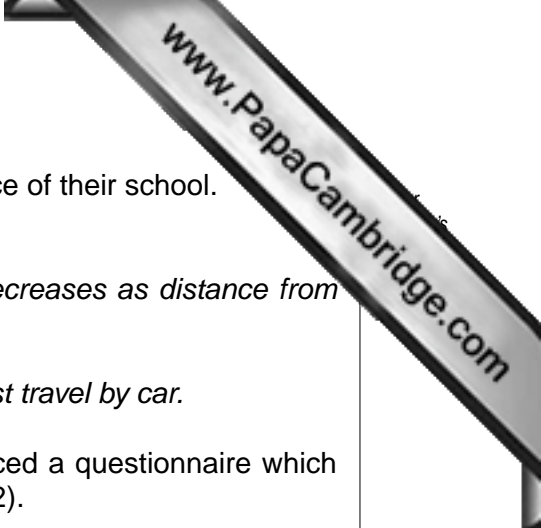 www.PapaCambridge.com
ce of their school.
ecreases as distance from
st travel by car.
ced a questionnaire which
2).